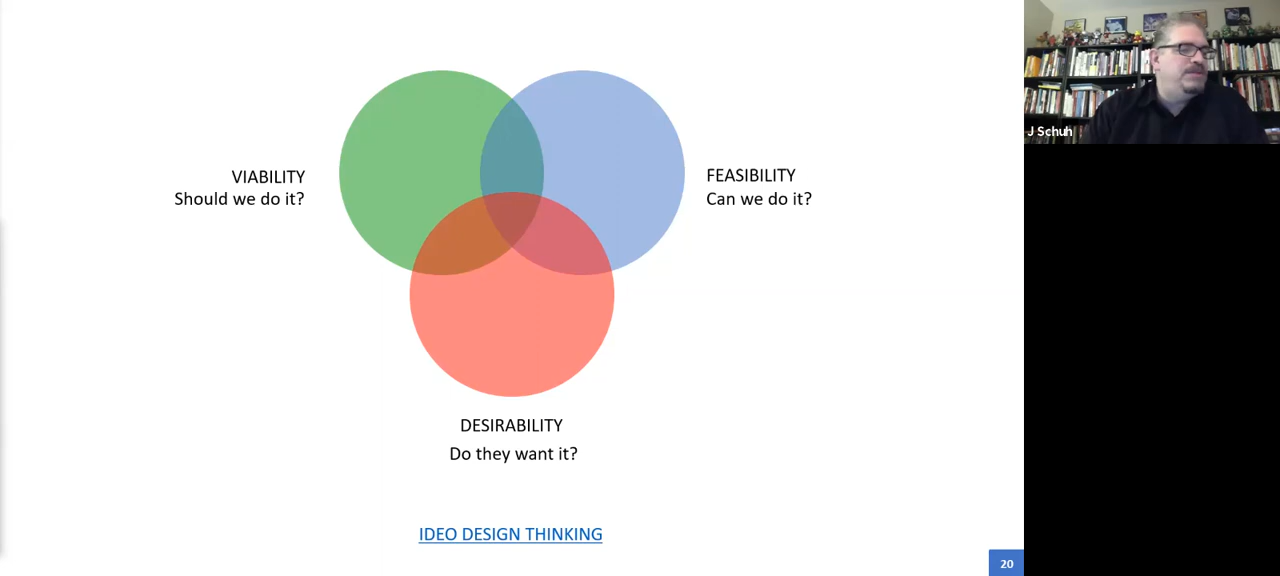 VIABILITY
Should we do it?
FEASIBILITY
Can we do it?
DESIRABILITY
Do they want it?
IDEO DESIGN THINKING
20
J Schuh